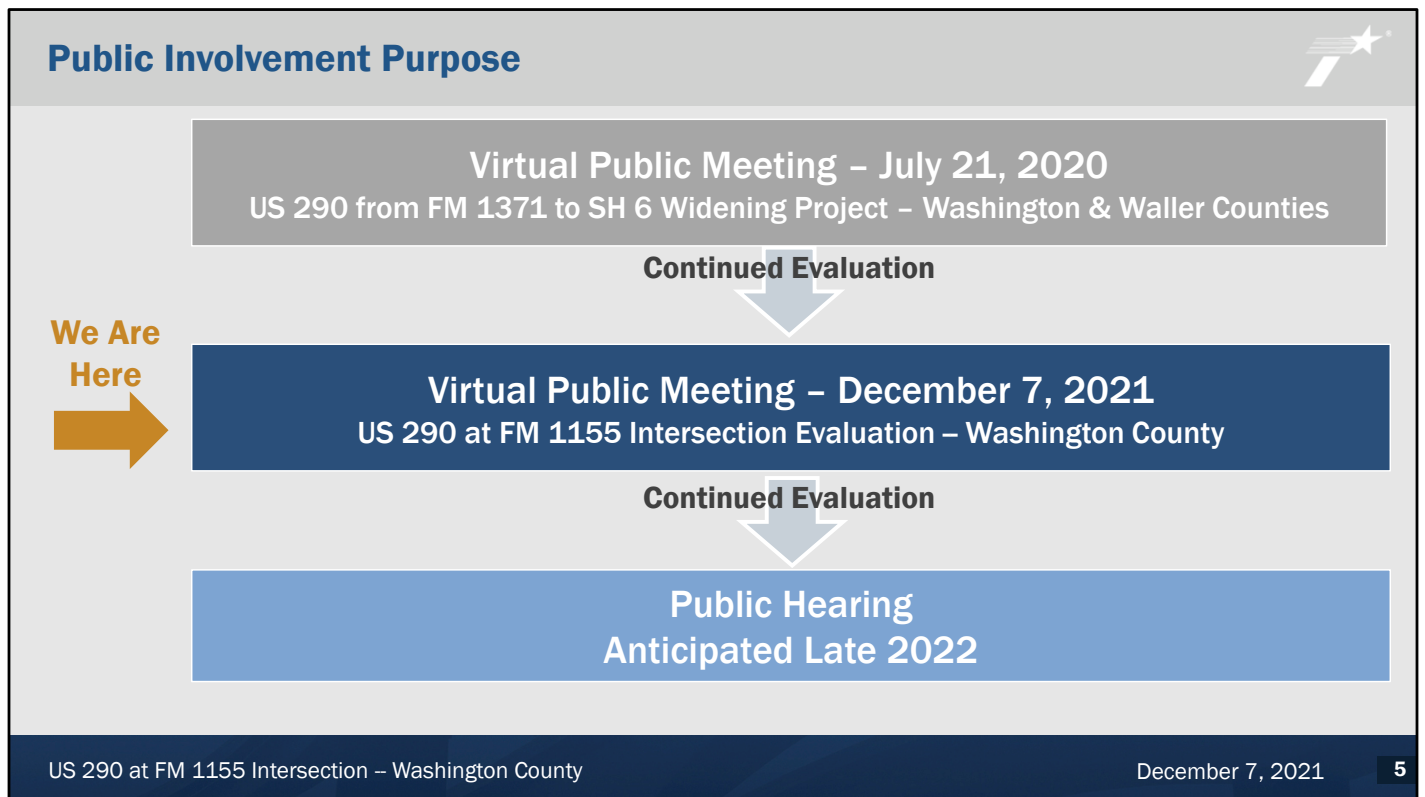 Public Involvement Purpose
Virtual Public Meeting – July 21, 2020
US 290 from FM 1371 to SH 6 Widening Project – Washington & Waller Counties
Continued Evaluation
We Are
Here
Virtual Public Meeting – December 7, 2021
US 290 at FM 1155 Intersection Evaluation – Washington County
Continued Evaluation
Public Hearing
Anticipated Late 2022
US 290 at FM 1155 Intersection – Washington County
December 7, 2021
5